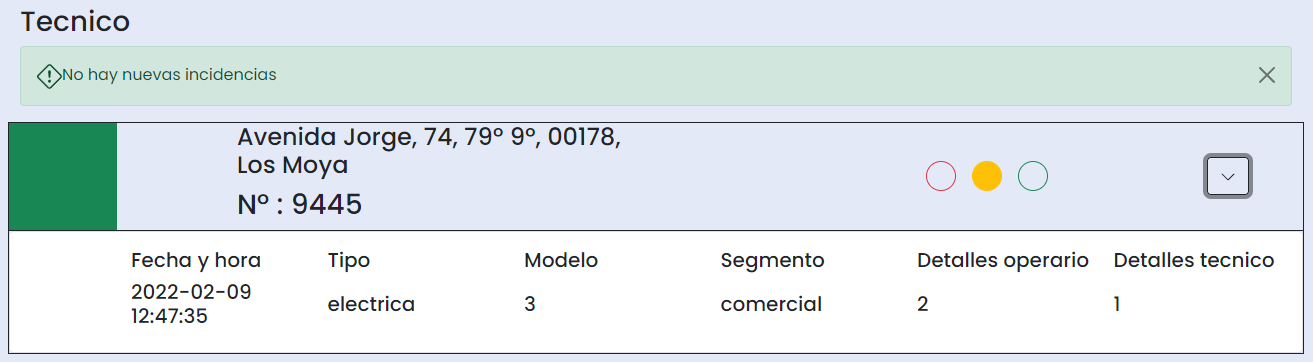 Tecnico
No hay nuevas incidencias
Avenida Jorge, 74, 79º 9º, 00178,
Los Moya
Nº : 9445
Fecha y hora
Tipo
Modelo
Segmento
Detalles operario
Detalles tecnico
2022-02-09
12:47:35
electrica
3
comercial
2
1